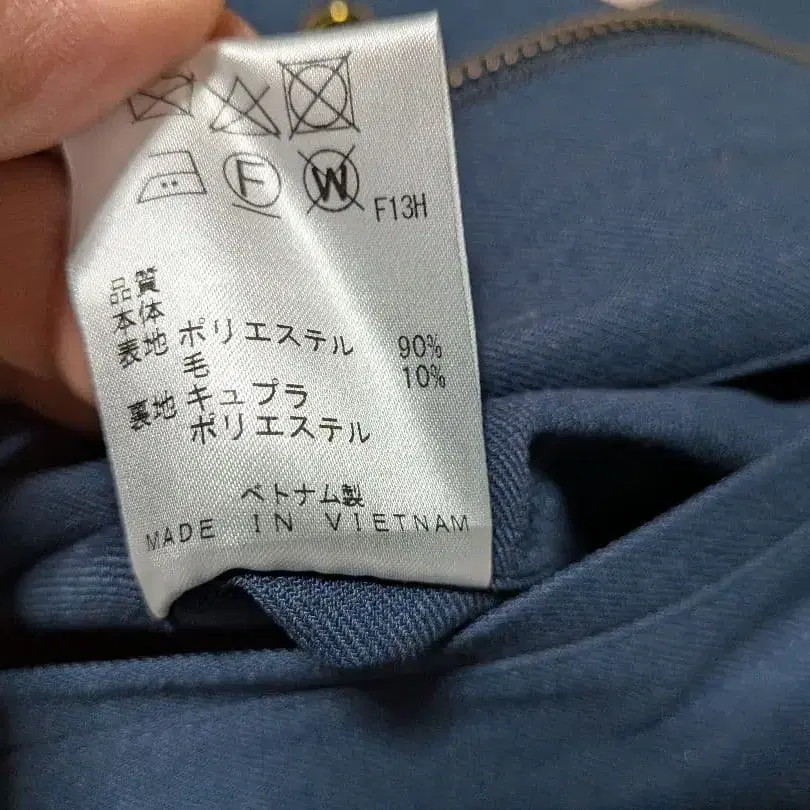 F
W
F13H
品質
本体
表地 ポリエステル 90%
毛 10%
裏地 キュプラ
ポリエステル
ベトナム製
MADE IN VIETNAM